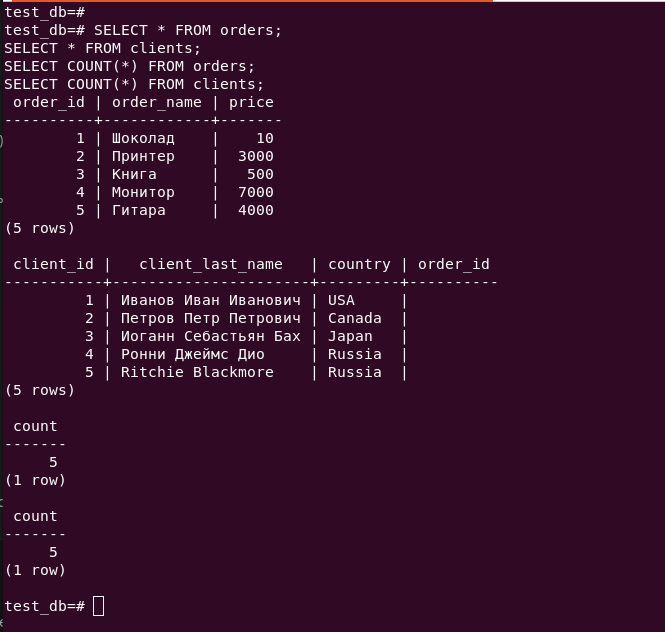 test_db=#
test_db=# SELECT * FROM orders;
SELECT * FROM clients;
SELECT COUNT(*) FROM orders;
SELECT COUNT(*) FROM clients;
 order_id | order_name | price
----------+------------+-------
        1 | Шоколад    |    10
        2 | Принтер    |  3000
        3 | Книга      |   500
        4 | Монитор    |  7000
        5 | Гитара     |  4000
(5 rows)

 client_id |   client_last_name   | country | order_id
-----------+----------------------+---------+----------
         1 | Иванов Иван Иванович | USA     |
         2 | Петров Петр Петрович | Canada  |
         3 | Иоганн Себастьян Бах | Japan   |
         4 | Ронни Джеймс Дио     | Russia  |
         5 | Ritchie Blackmore    | Russia  |
(5 rows)

 count
-------
     5
(1 row)

 count
-------
     5
(1 row)

test_db=#